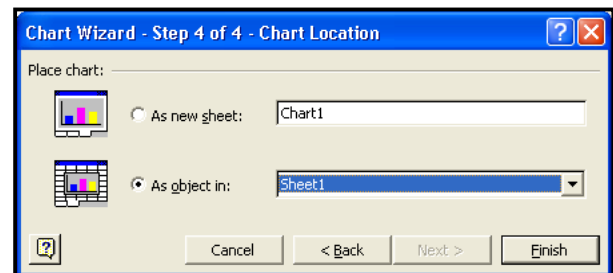 Chart Wizard - Step 4 of 4 - Chart Location
Place chart:
As new sheet: Chart1
As object in: Sheet1
Cancel < Back Next > Finish